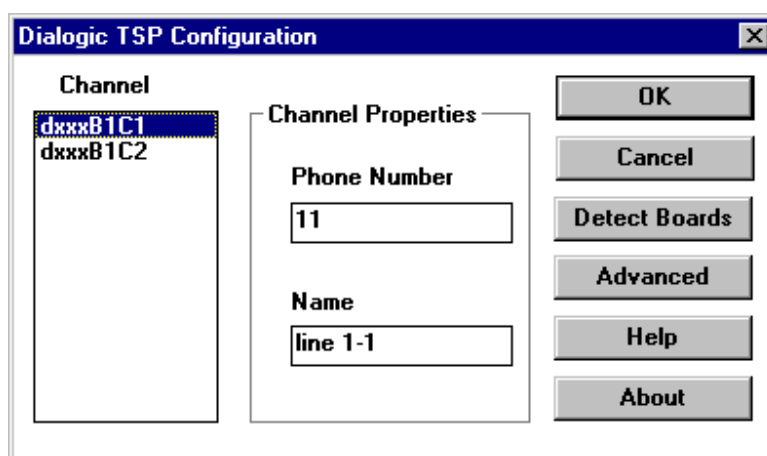 Dialogic TSP Configuration
Channel
dxxxB1C1
dxxxB1C2
Channel Properties
Phone Number
11
Name
line 1-1
OK
Cancel
Detect Boards
Advanced
Help
About